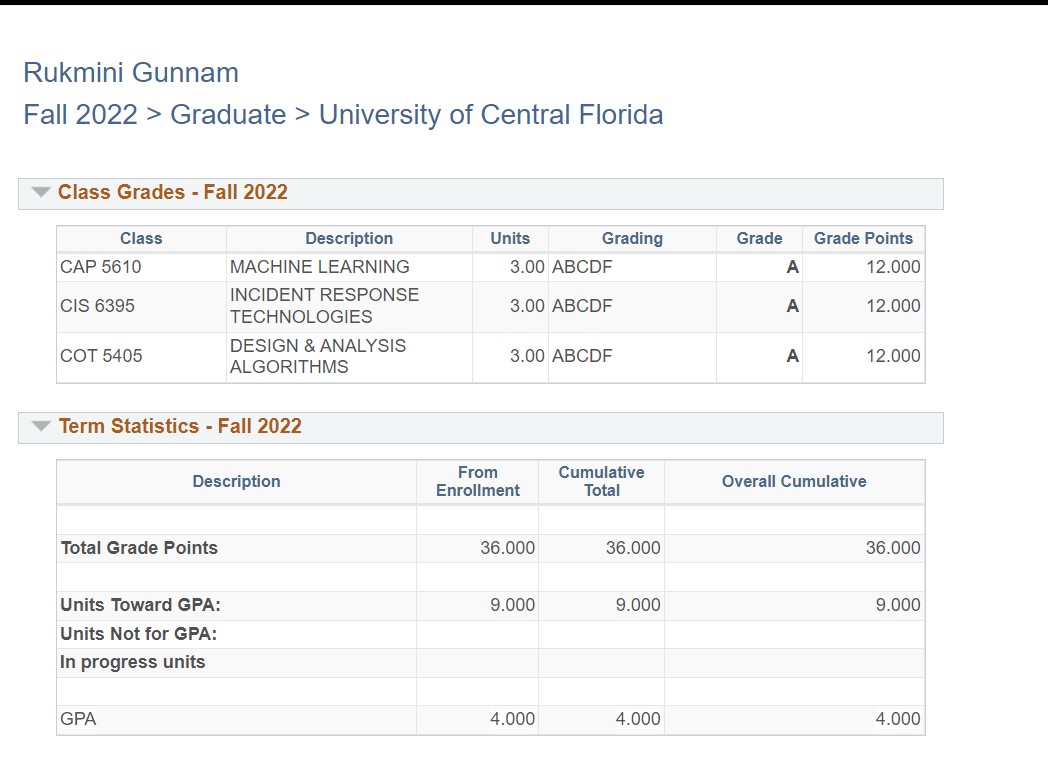 Rukmini Gunnam
Fall 2022 > Graduate > University of Central Florida
Class Grades - Fall 2022
Class Description Units Grading Grade Grade Points
CAP 5610 MACHINE LEARNING 3.00 ABCDF A 12.000
CIS 6395 INCIDENT RESPONSE TECHNOLOGIES 3.00 ABCDF A 12.000
COT 5405 DESIGN & ANALYSIS ALGORITHMS 3.00 ABCDF A 12.000
Term Statistics - Fall 2022
Description From Enrollment Cumulative Total Overall Cumulative
Total Grade Points 36.000 36.000 36.000
Units Toward GPA: 9.000 9.000 9.000
Units Not for GPA:
In progress units
GPA 4.000 4.000 4.000